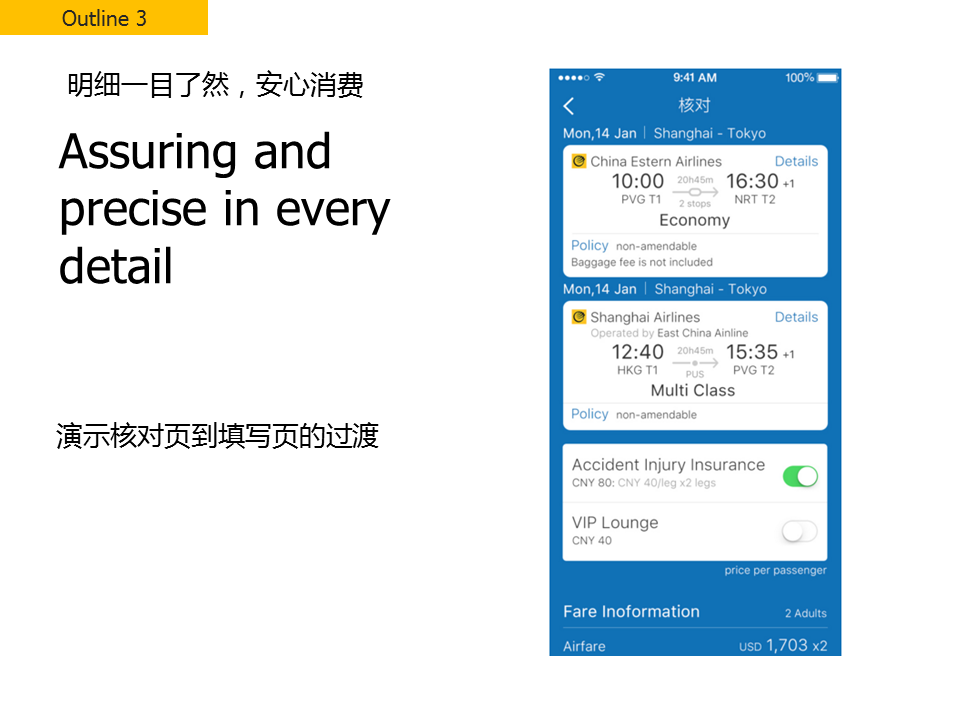 Outline 3
明细一目了然，安心消费
Assuring and
precise in every
detail
演示核对页到填写页的过渡
9:41 AM 100%
核对
Mon,14 Jan | Shanghai - Tokyo
China Estern Airlines Details
10:00 20h45m 16:30 +1
PVG T1 2 stops NRT T2
Economy
Policy non-amendable
Baggage fee is not included
Mon,14 Jan | Shanghai - Tokyo
Shanghai Airlines Details
Operated by East China Ainline
12:40 20h45m 15:35 +1
HKG T1 PUS PVG T2
Multi Class
Policy non-amendable
Accident Injury Insurance
CNY 80: CNY 40/leg x2 legs
VIP Lounge
CNY 40
price per passenger
Fare Inoformation 2 Adults
Airfare USD 1,703 x2